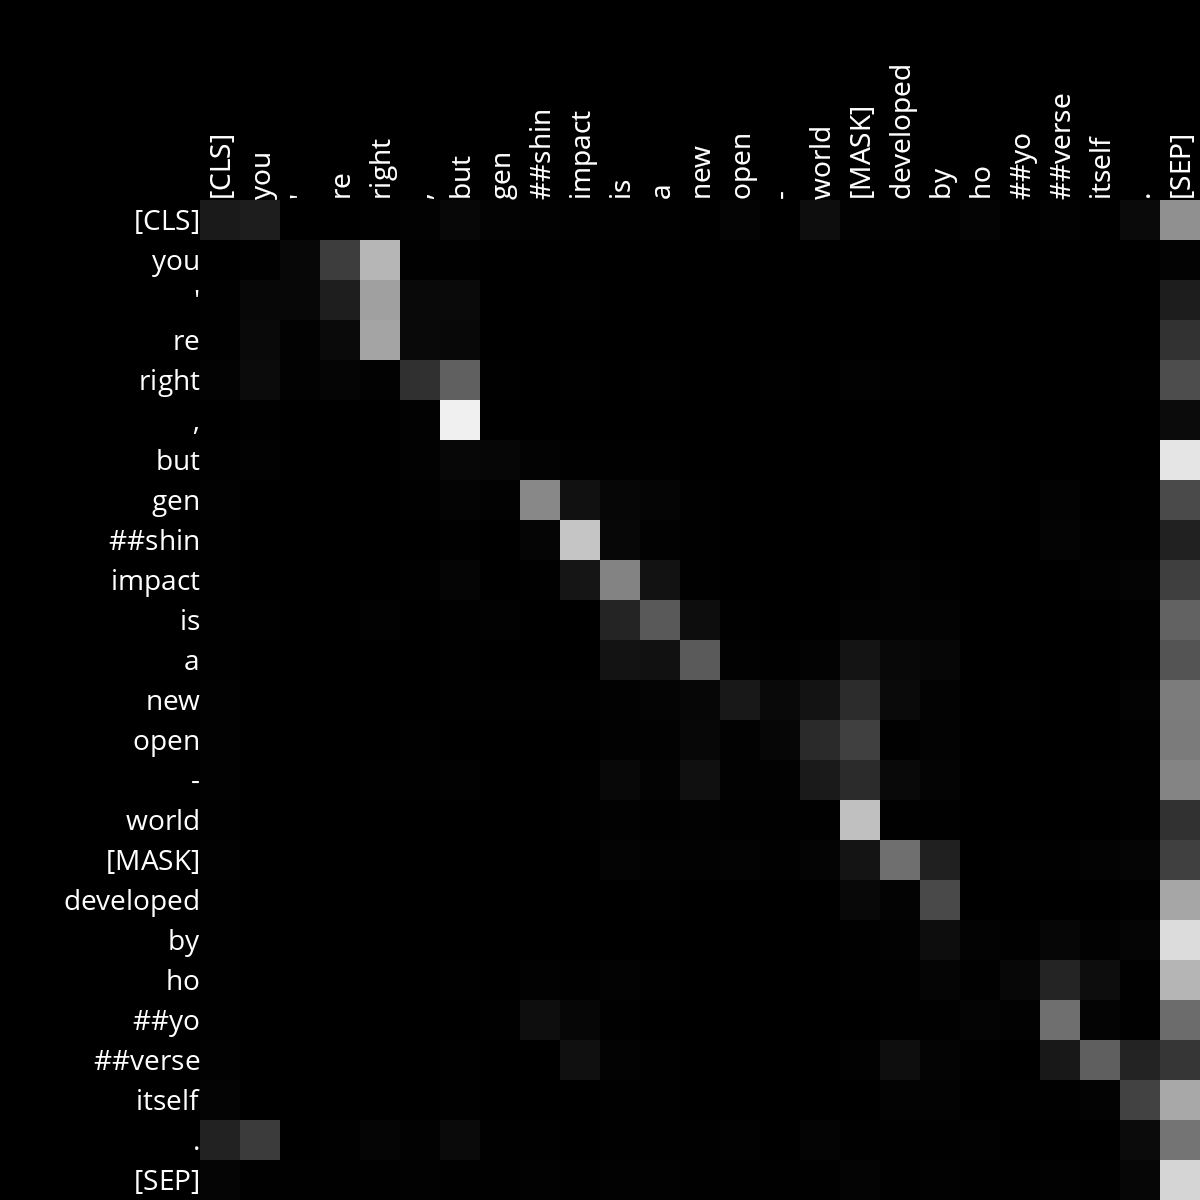 [CLS] you ' re right , but gen ##shin impact is a new open - world [MASK] developed by ho ##yo ##verse itself . [SEP]
[CLS]
you
'
re
right
,
but
gen
##shin
impact
is
a
new
open
-
world
[MASK]
developed
by
ho
##yo
##verse
itself
.
[SEP]